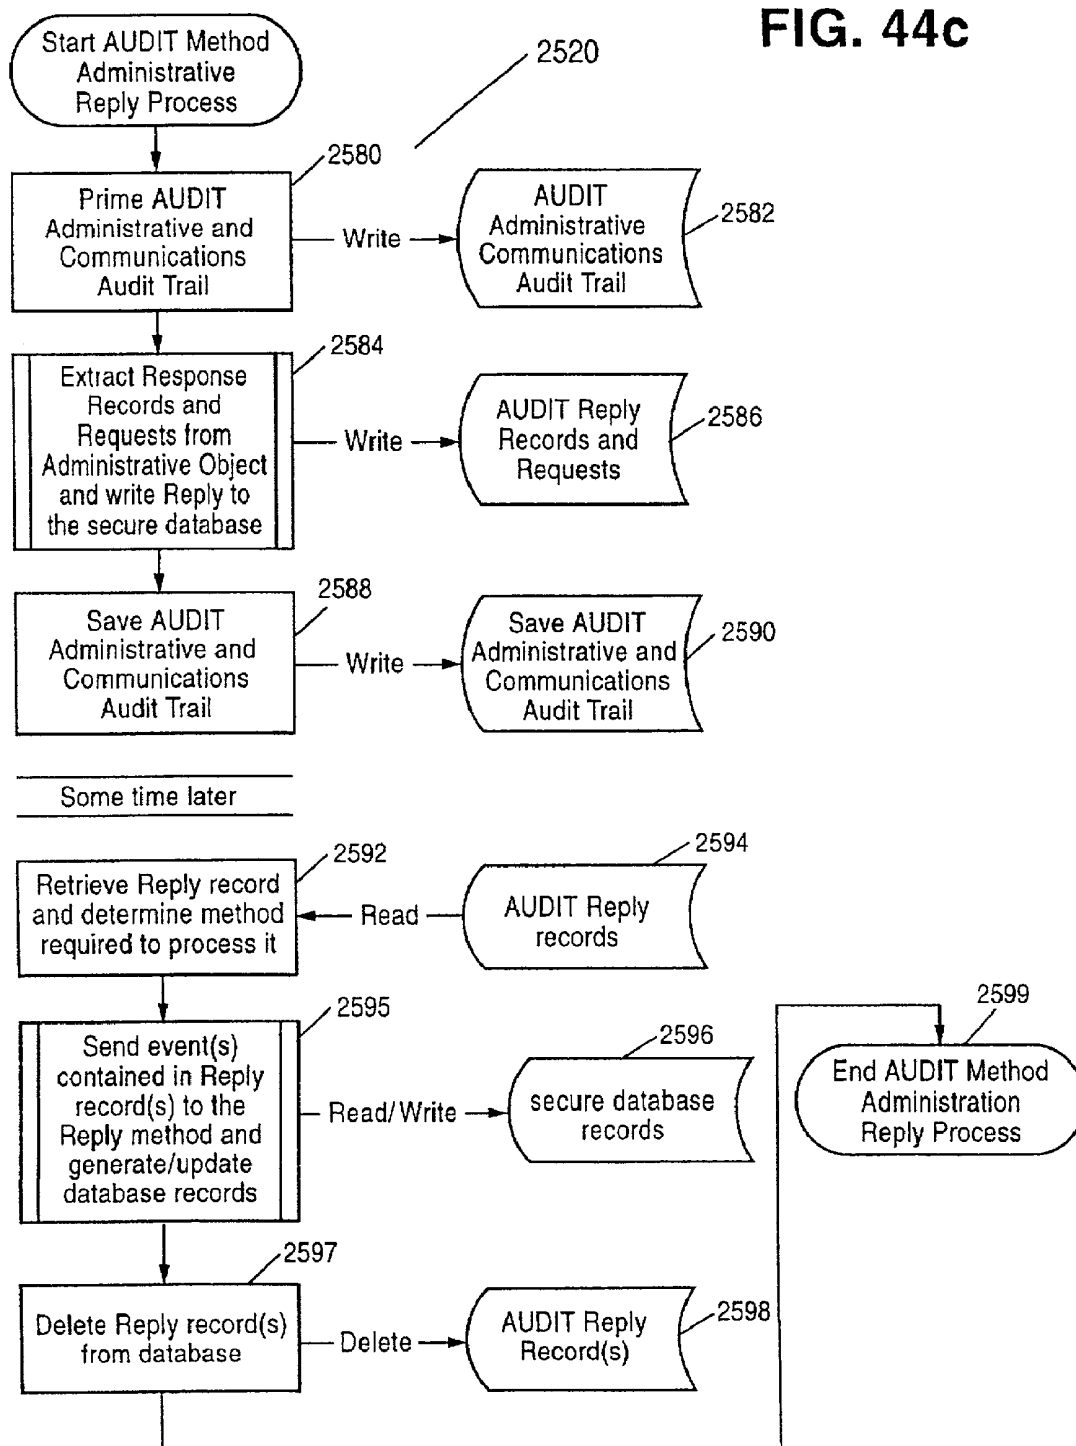 FIG. 44c
Start AUDIT Method
Administrative
Reply Process
2520
2580
Prime AUDIT
Administrative and
Communications
Audit Trail
Write
AUDIT
Administrative
Communications
Audit Trail
2582
2584
Extract Response
Records and
Requests from
Administrative Object
and write Reply to
the secure database
Write
AUDIT Reply
Records and
Requests
2586
2588
Save AUDIT
Administrative and
Communications
Audit Trail
Write
Save AUDIT
Administrative and
Communications
Audit Trail
2590
Some time later
2592
Retrieve Reply record
and determine method
required to process it
Read
AUDIT Reply
records
2594
2595
Send event(s)
contained in Reply
record(s) to the
Reply method and
generate/update
database records
Read/Write
secure database
records
2596
2597
Delete Reply record(s)
from database
Delete
AUDIT Reply
Record(s)
2598
2599
End AUDIT Method
Administration
Reply Process